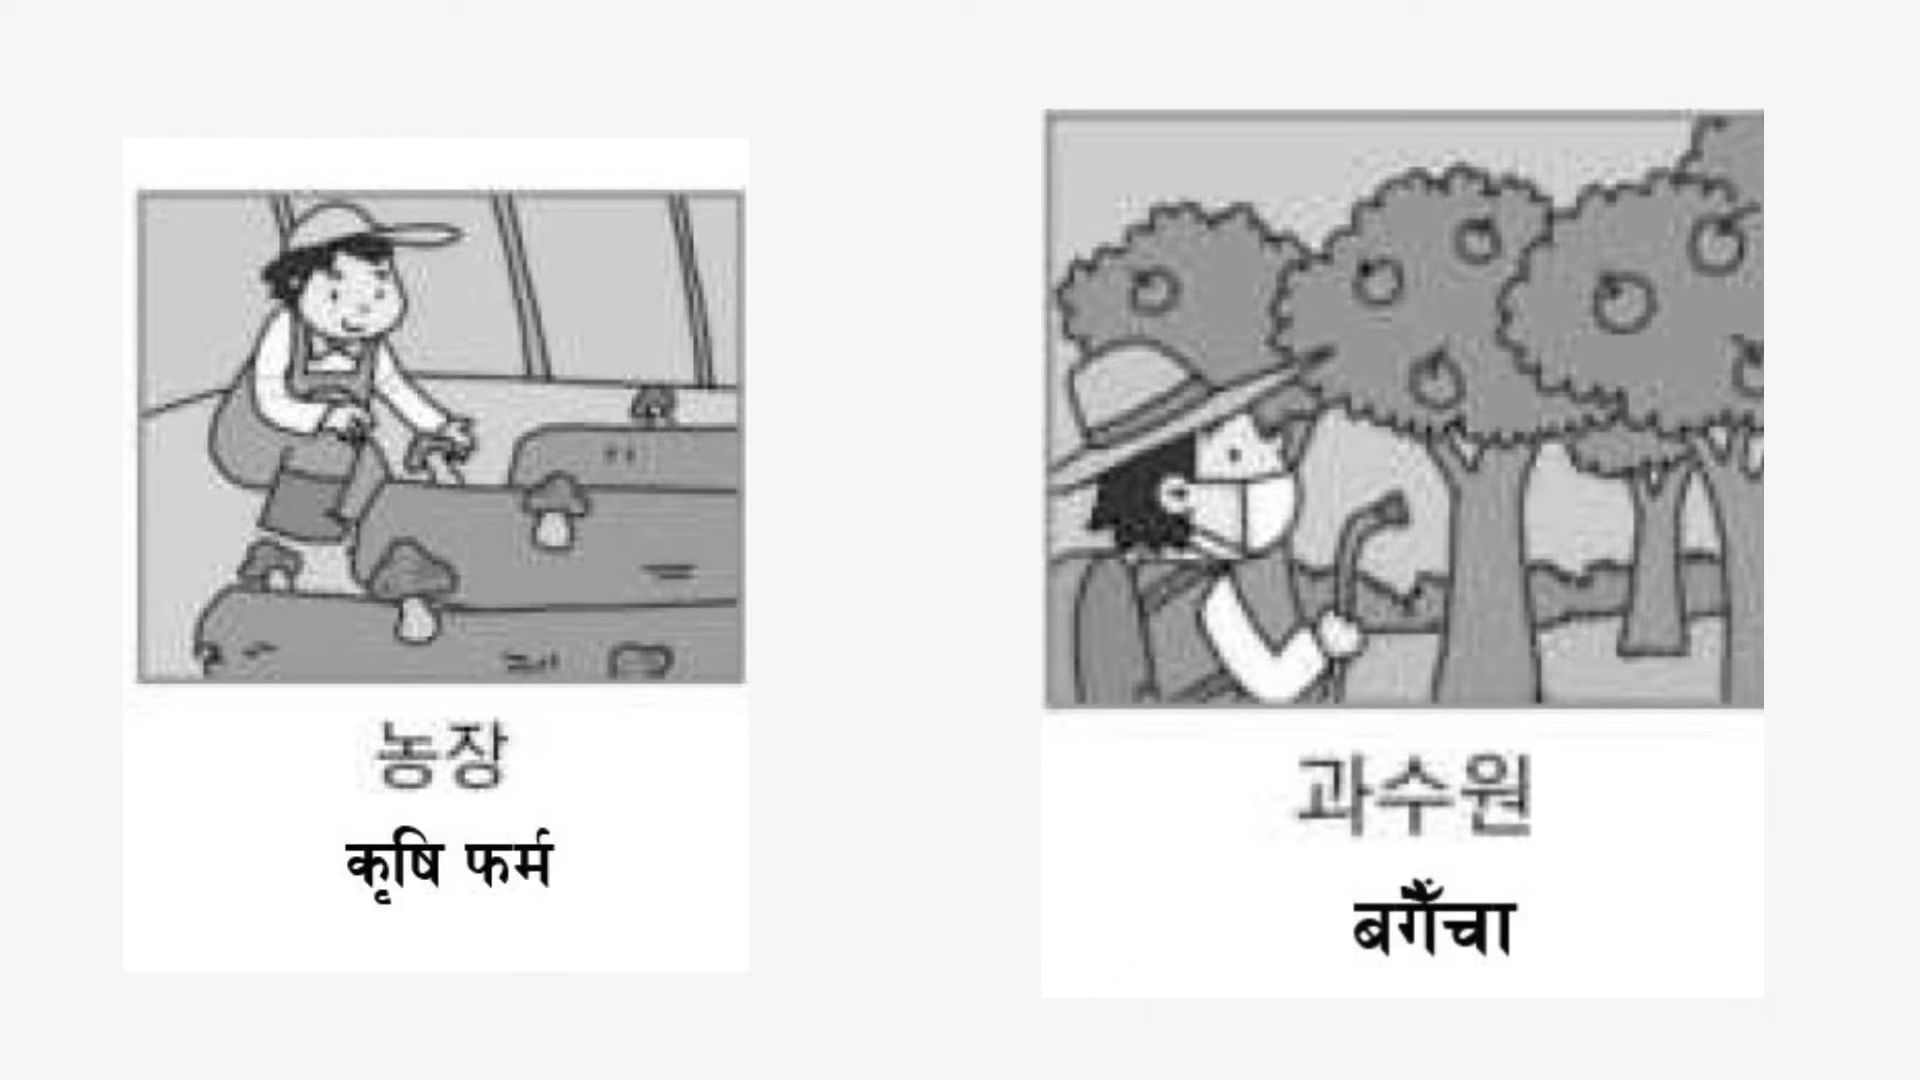 농장
कृषि फर्म
과수원
बगैँचा